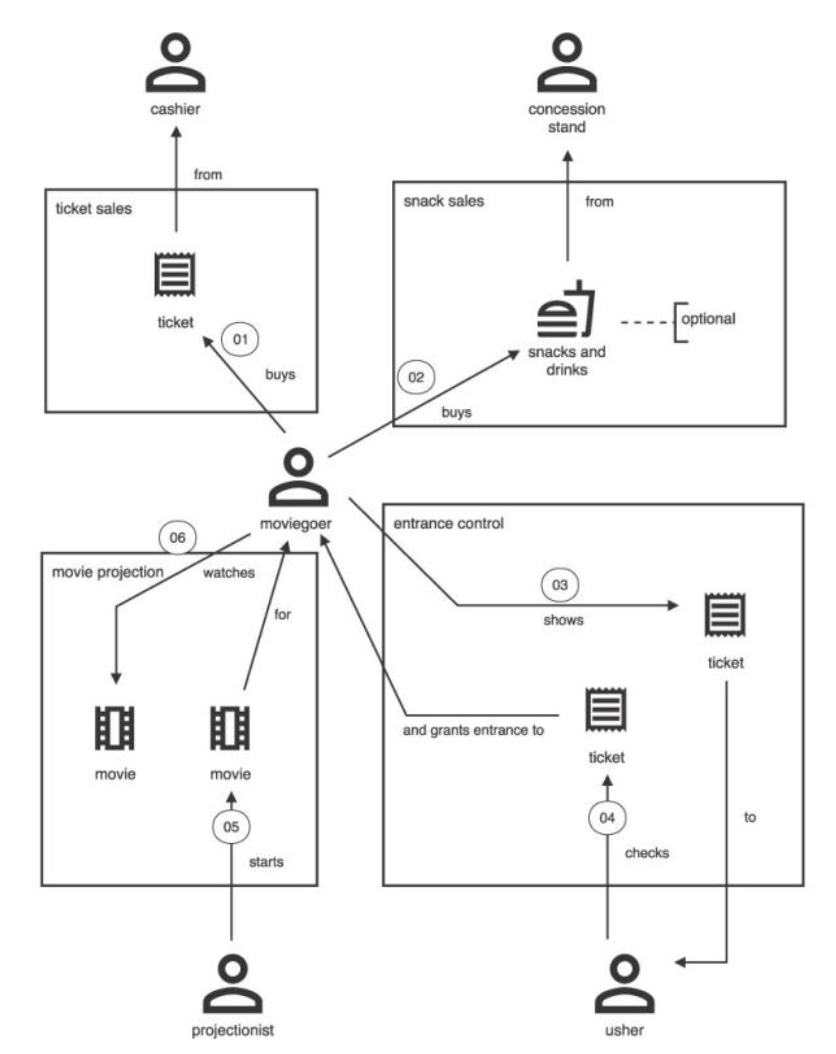 cashier
concession
stand
from
ticket sales
snack sales
from
ticket
01
buys
snacks and
drinks
optional
02
buys
moviegoer
06
movie projection
watches
for
movie
movie
05
starts
projectionist
entrance control
03
shows
ticket
and grants entrance to
ticket
04
checks
to
usher